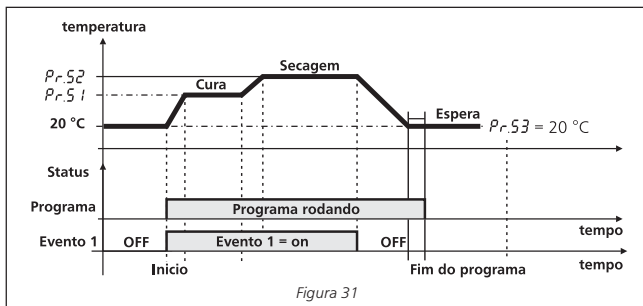 temperatura
Pr.S2
Secagem
Cura
Pr.S1
Espera
20 °C
Pr.S3 = 20 °C
Status
Programa
Programa rodando
tempo
Evento 1
OFF
Evento 1 = on
OFF
tempo
Inicio
Fim do programa
Figura 31